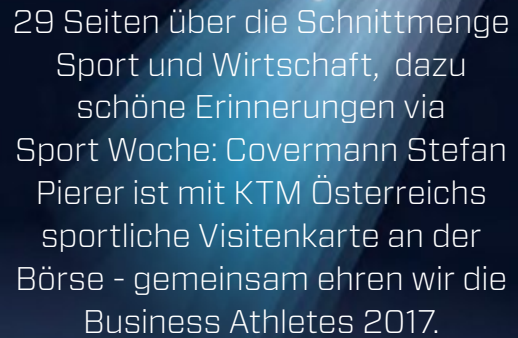 29 Seiten über die Schnittmenge
Sport und Wirtschaft, dazu
schöne Erinnerungen via
Sport Woche: Covermann Stefan
Pierer ist mit KTM Österreichs
sportliche Visitenkarte an der
Börse - gemeinsam ehren wir die
Business Athletes 2017.